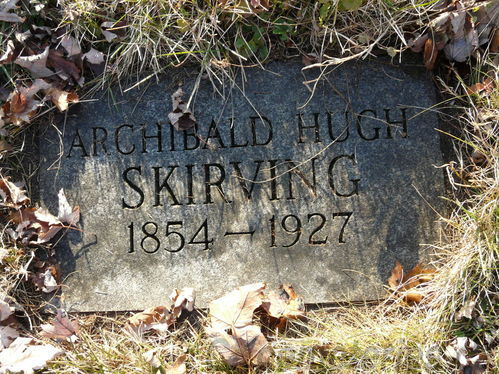 ARCHIBALD HUGH
SKIRVING
1854 – 1927